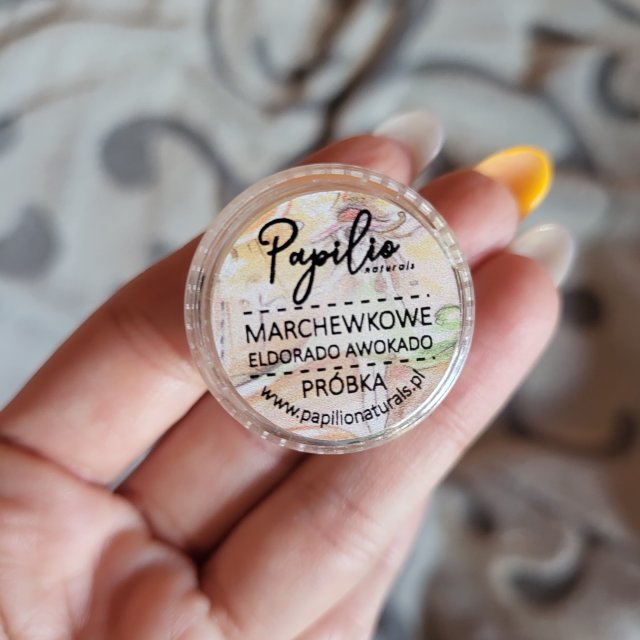 Papilio
naturals
MARCHEWKOWE
ELDORADO AWOKADO
PRÓBKA
www.papilionaturals.pl